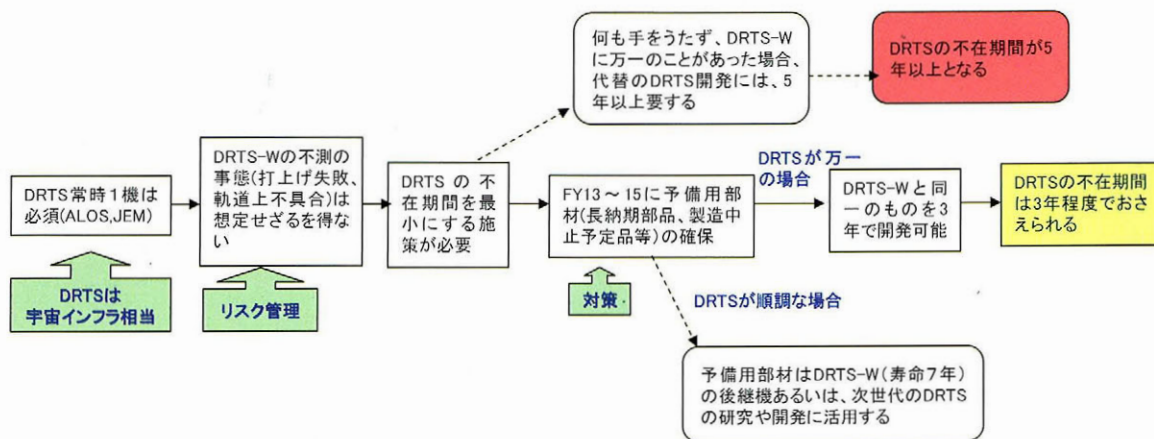 何も手をうたず、DRTS-W
に万一のことがあった場合、
代替のDRTS開発には、5
年以上要する
DRTSの不在期間が5
年以上となる
DRTS常時1機は
必須(ALOS,JEM)
DRTS-Wの不測の
事態(打上げ失敗、
軌道上不具合)は
想定せざるを得な
い
DRTSの不
在期間を最
小にする施
策が必要
FY13～15に予備用部
材(長納期部品、製造中
止予定品等)の確保
DRTSが万一
の場合
DRTS-Wと同
一のものを3
年で開発可能
DRTSの不在期間
は3年程度でおさ
えられる
DRTSは
宇宙インフラ相当
リスク管理
対策
DRTSが順調な場合
予備用部材はDRTS-W(寿命7年)
の後継機あるいは、次世代のDRTS
の研究や開発に活用する